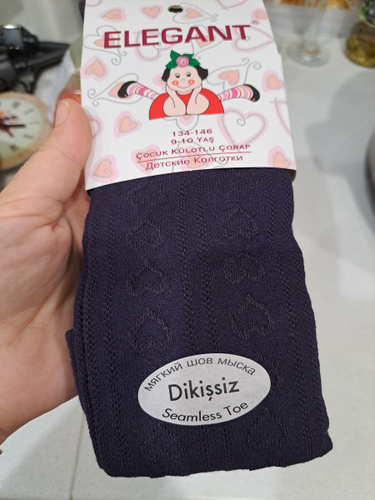 ELEGANT®
134-146
9-10 YAŞ
ÇOCUK KÜLOTLU ÇORAP
ДЕТСКИЕ КОЛГОТКИ
мягкий шов мыска
Dikişsiz
Seamless Toe